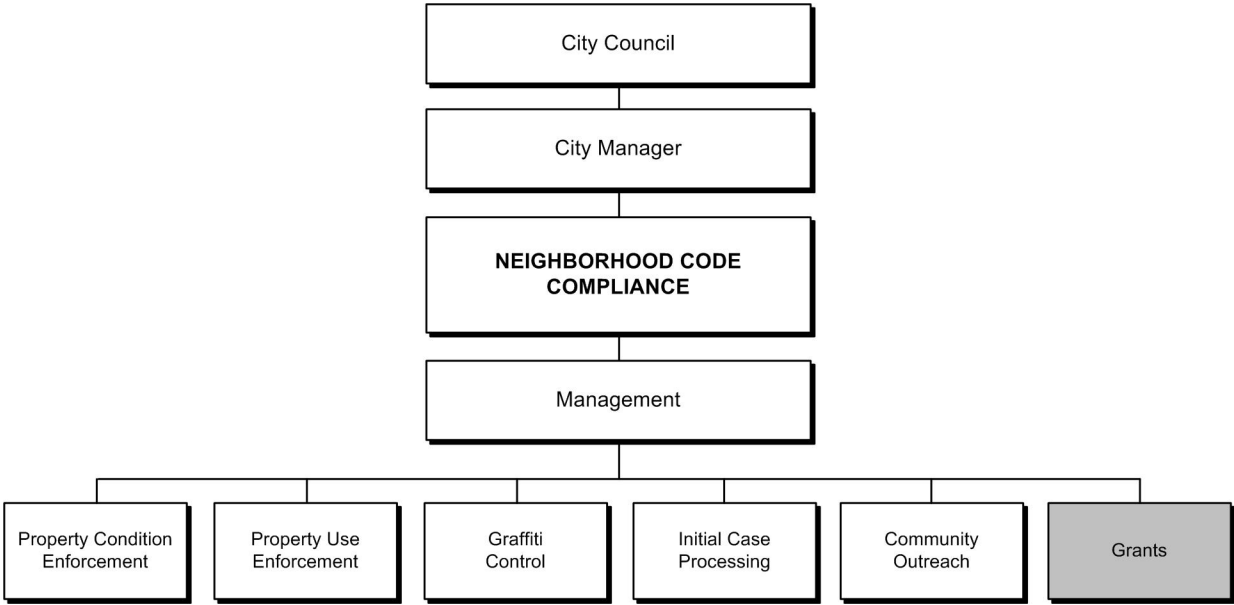 City Council
City Manager
NEIGHBORHOOD CODE
COMPLIANCE
Management
Property Condition
Enforcement
Property Use
Enforcement
Graffiti
Control
Initial Case
Processing
Community
Outreach
Grants